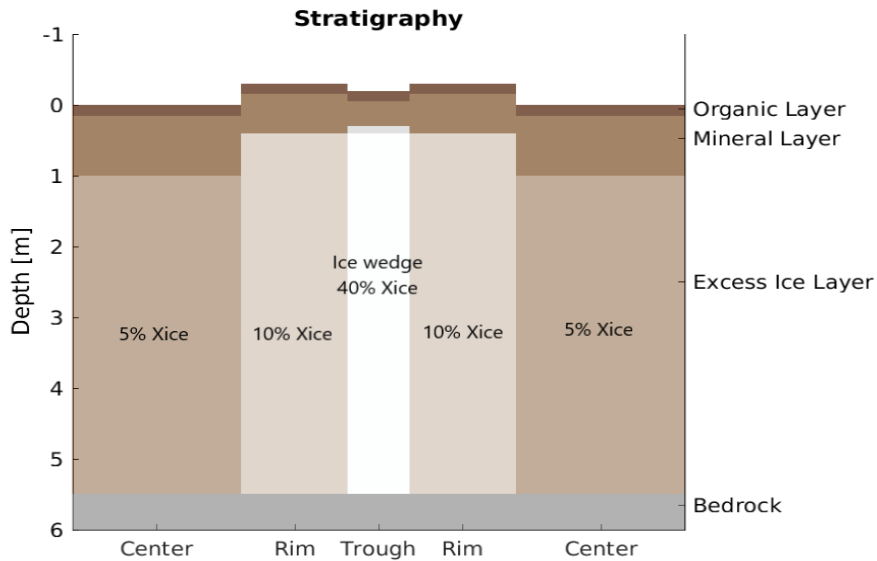 Stratigraphy
-1
0
1
2
3
4
5
6
Depth [m]
Organic Layer
Mineral Layer
Excess Ice Layer
Bedrock
Ice wedge
40% Xice
5% Xice
10% Xice
10% Xice
5% Xice
Center
Rim
Trough
Rim
Center